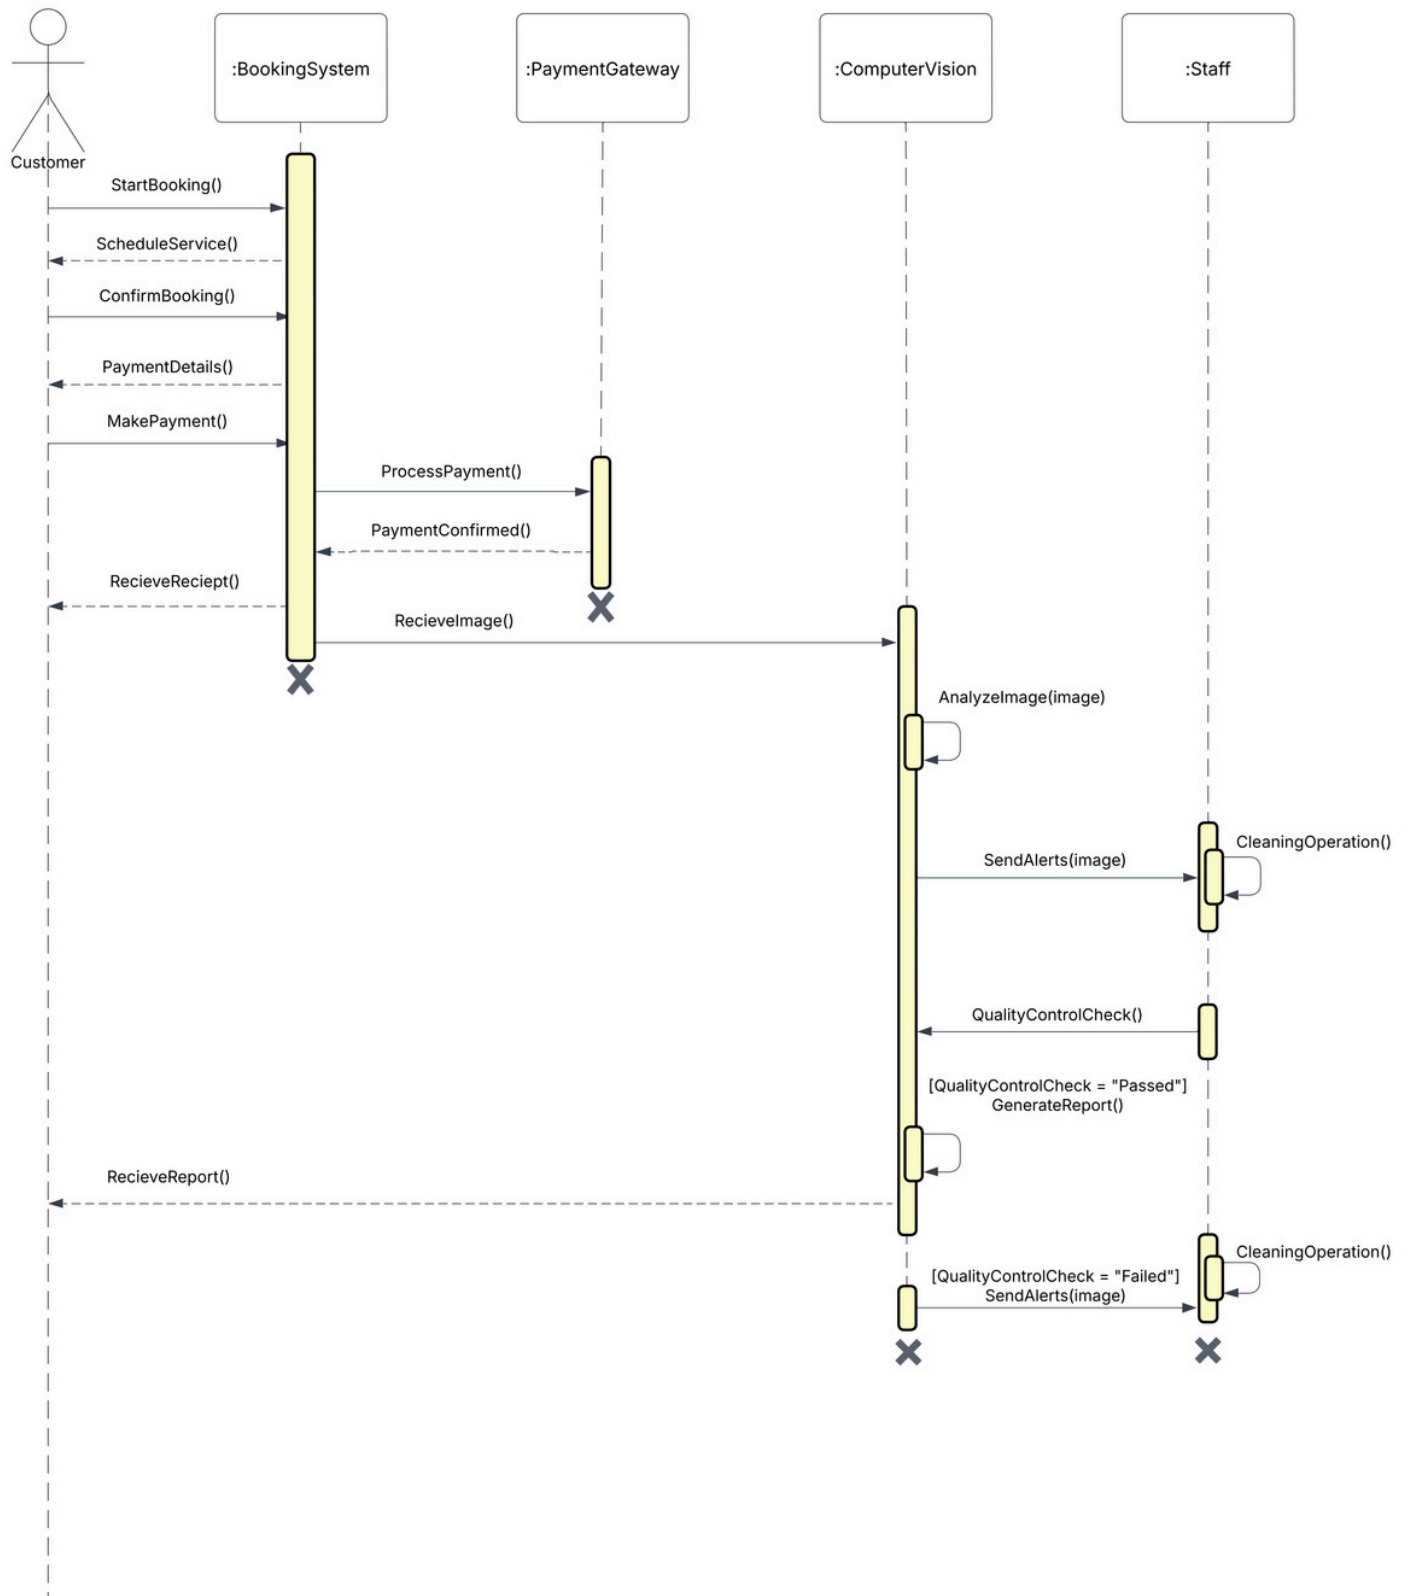 :BookingSystem
:PaymentGateway
:ComputerVision
:Staff
Customer
StartBooking()
ScheduleService()
ConfirmBooking()
PaymentDetails()
MakePayment()
ProcessPayment()
PaymentConfirmed()
RecieveReciept()
RecieveImage()
AnalyzeImage(image)
CleaningOperation()
SendAlerts(image)
QualityControlCheck()
[QualityControlCheck = "Passed"]
GenerateReport()
RecieveReport()
CleaningOperation()
[QualityControlCheck = "Failed"]
SendAlerts(image)